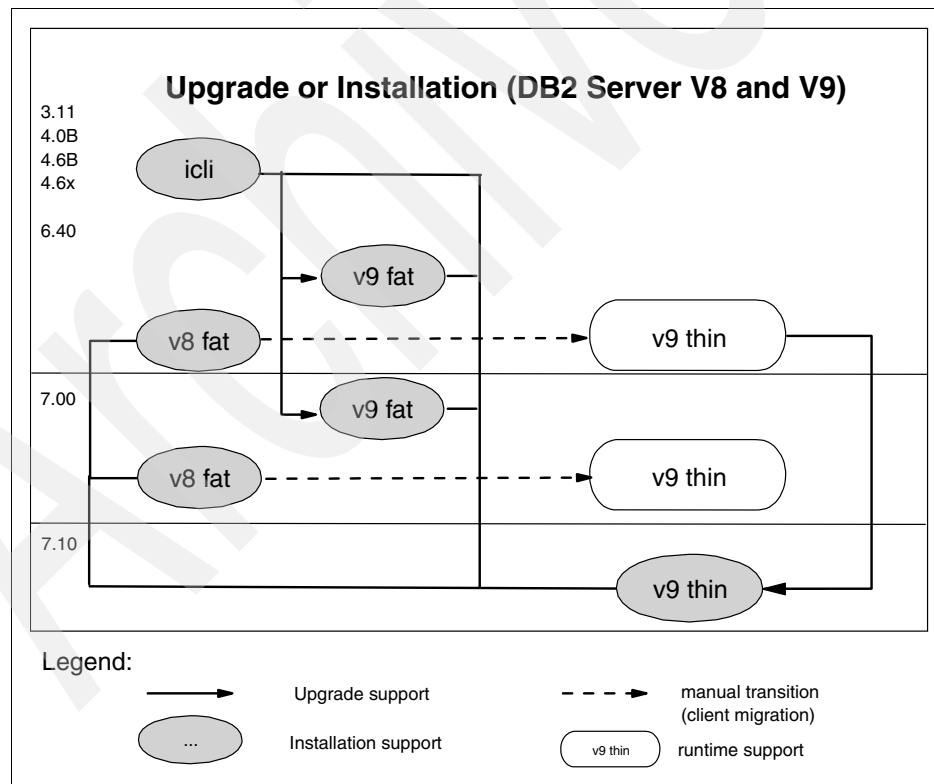 Upgrade or Installation (DB2 Server V8 and V9)
3.11
4.0B
4.6B
4.6x
icli
6.40
v9 fat
v8 fat
v9 thin
7.00
v9 fat
v8 fat
v9 thin
7.10
v9 thin
Legend:
Upgrade support
manual transition
(client migration)
...
Installation support
v9 thin
runtime support